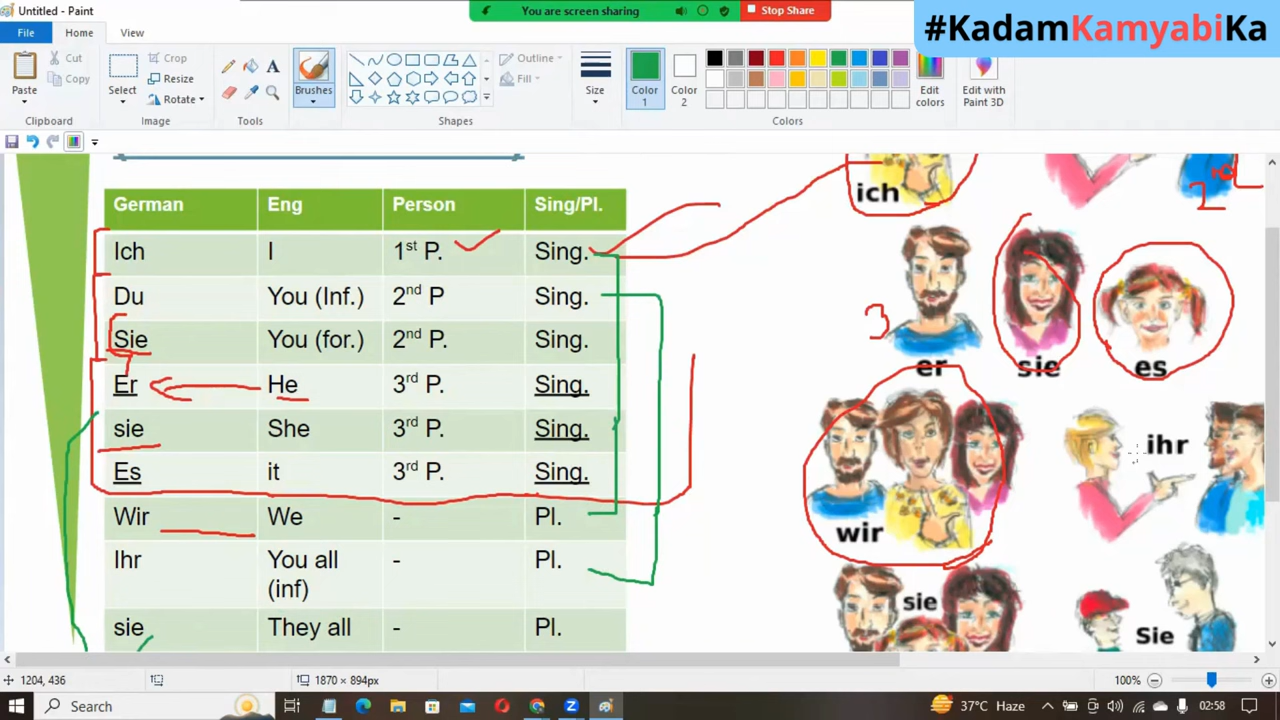 Untitled - Paint
You are screen sharing
Stop Share
#KadamKamyabiKa
File
Home
View
Paste
Cut
Copy
Clipboard
Select
Crop
Resize
Rotate
Image
A
Tools
Brushes
Shapes
Outline
Fill
Size
Color 1
Color 2
Colors
Edit colors
Edit with Paint 3D
German Eng Person Sing/Pl.
Ich I 1st P. Sing.
Du You (Inf.) 2nd P Sing.
Sie You (for.) 2nd P. Sing.
Er He 3rd P. Sing.
sie She 3rd P. Sing.
Es it 3rd P. Sing.
Wir We - Pl.
Ihr You all (inf) - Pl.
sie They all - Pl.
ich
2
3
er
sie
es
wir
ihr
sie
Sie
1204, 436
1870 × 894px
100%
Search
37°C Haze
02:58